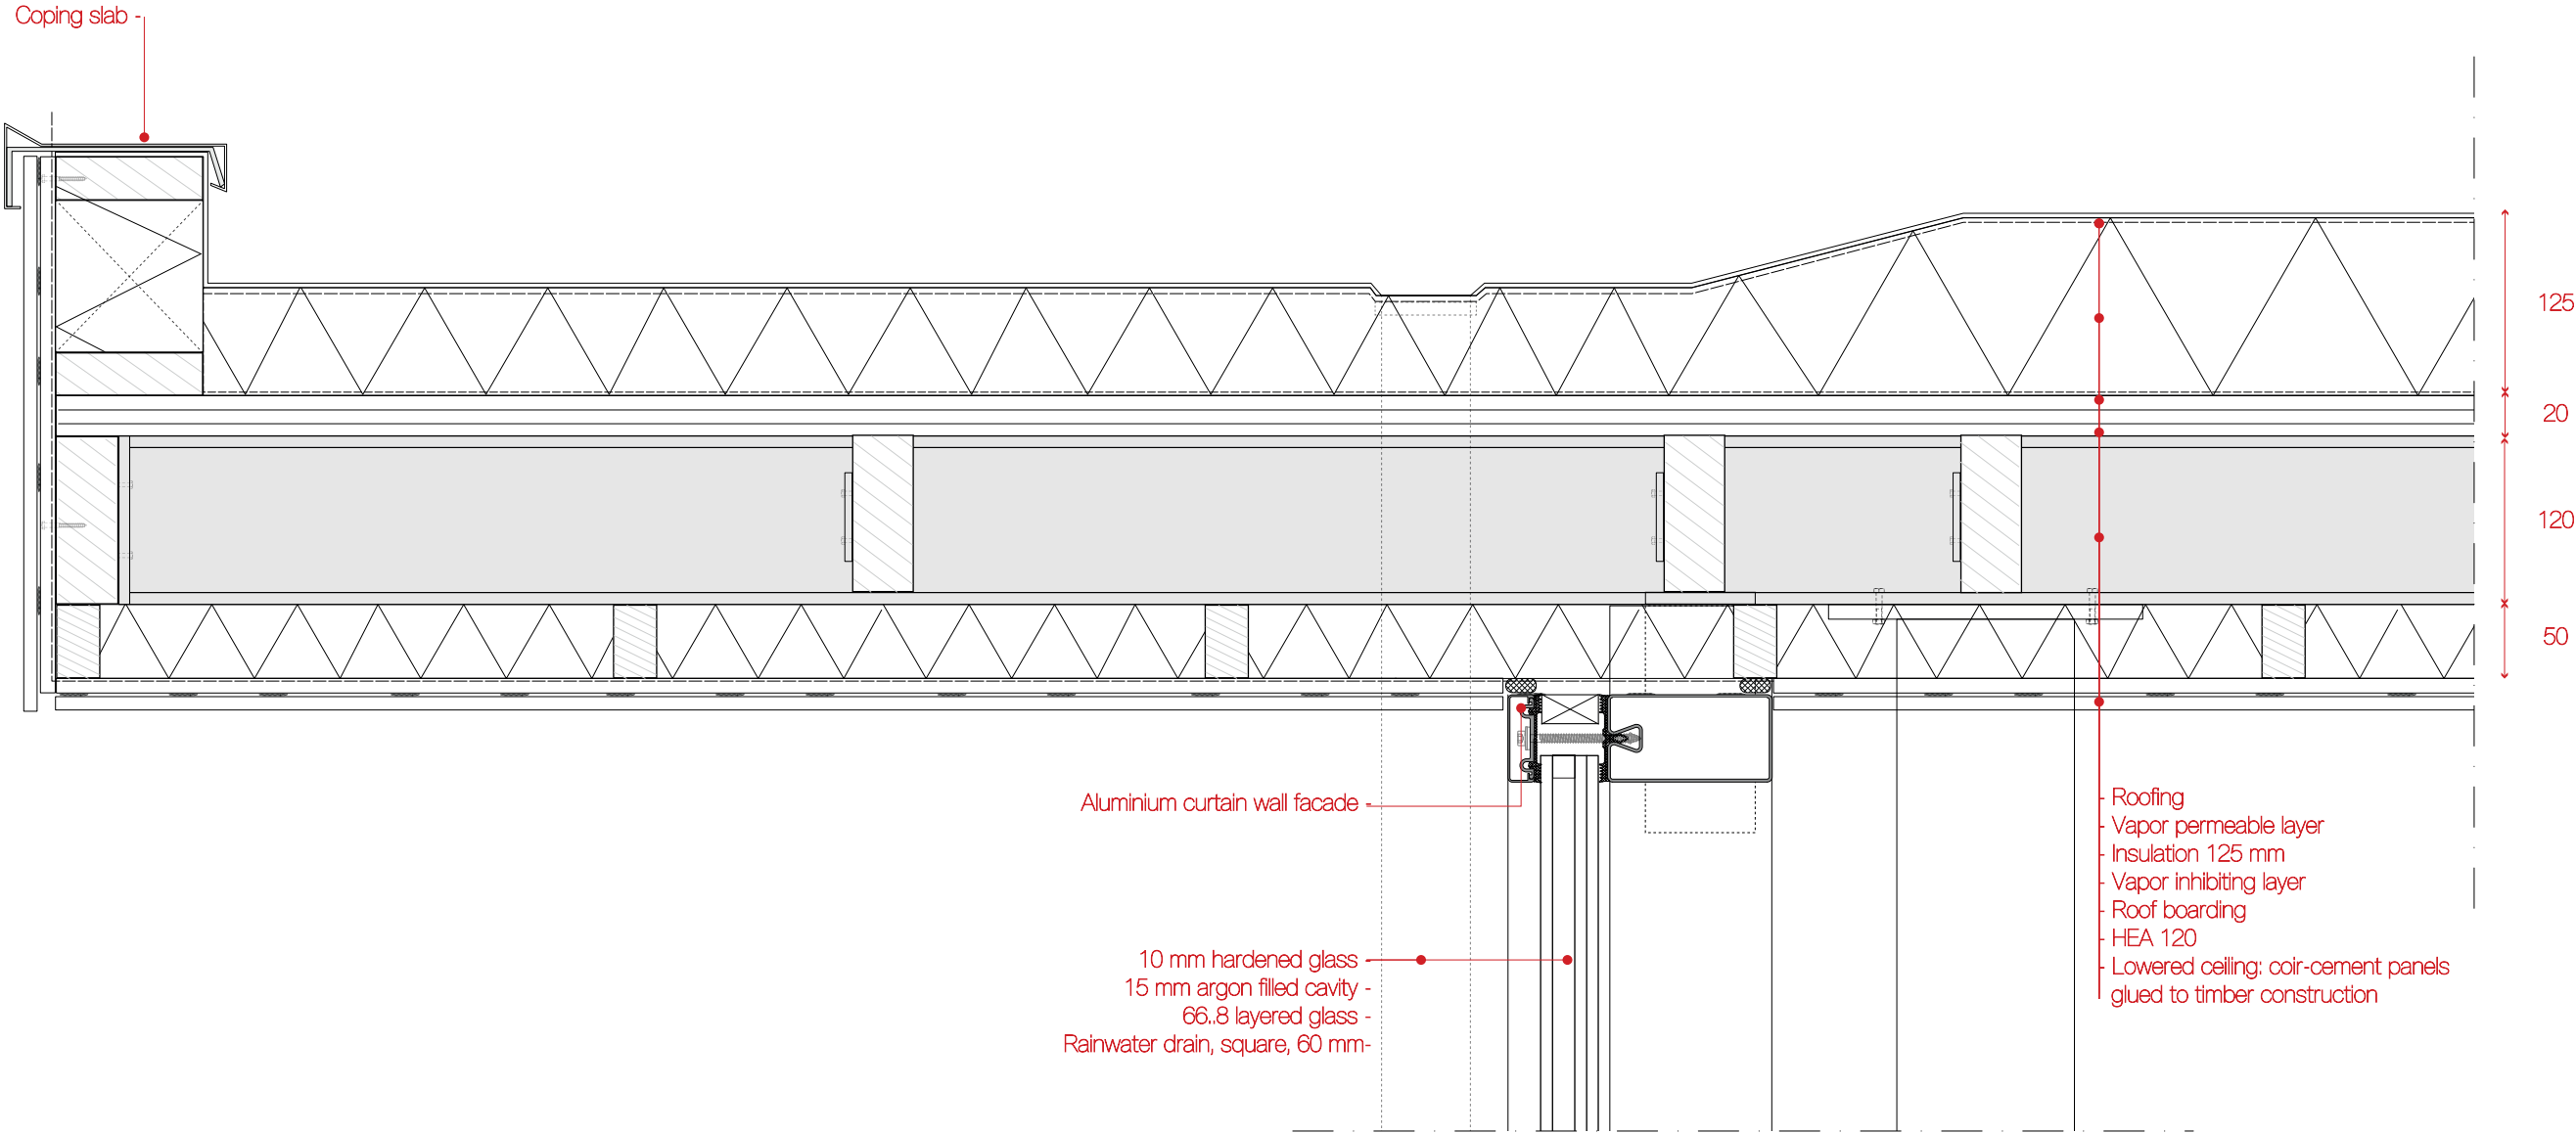 Coping slab -
125
20
120
50
Aluminium curtain wall facade -
10 mm hardened glass -
15 mm argon filled cavity -
66..8 layered glass -
Rainwater drain, square, 60 mm-
- Roofing
- Vapor permeable layer
- Insulation 125 mm
- Vapor inhibiting layer
- Roof boarding
- HEA 120
- Lowered ceiling: coir-cement panels
glued to timber construction